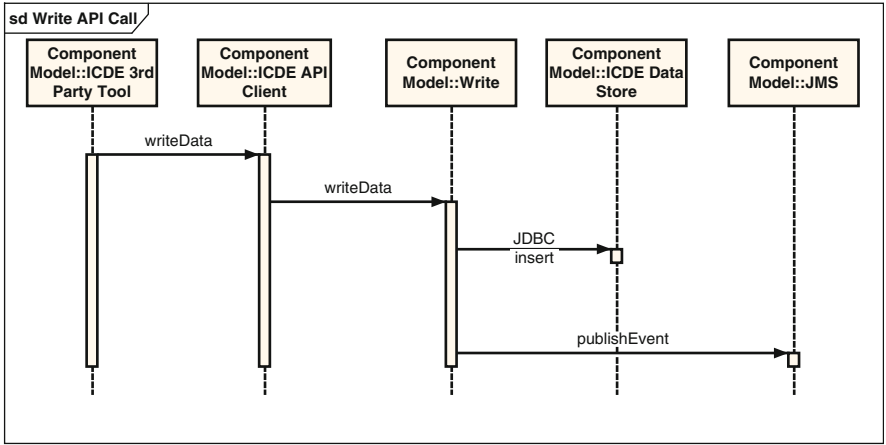 sd Write API Call
Component
Model::ICDE 3rd
Party Tool
Component
Model::ICDE API
Client
Component
Model::Write
Component
Model::ICDE Data
Store
Component
Model::JMS
writeData
writeData
JDBC
insert
publishEvent